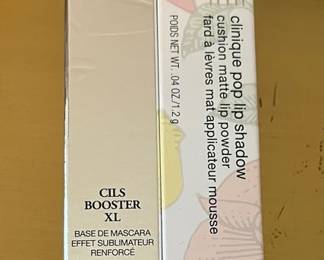 CILS
BOOSTER
XL
BASE DE MASCARA
EFFET SUBLIMATEUR
RENFORCÉ
clinique pop lip shadow
cushion matte lip powder
fard à lèvres mat applicateur mousse
POIDS NET WT. .04 OZ./1.2 g